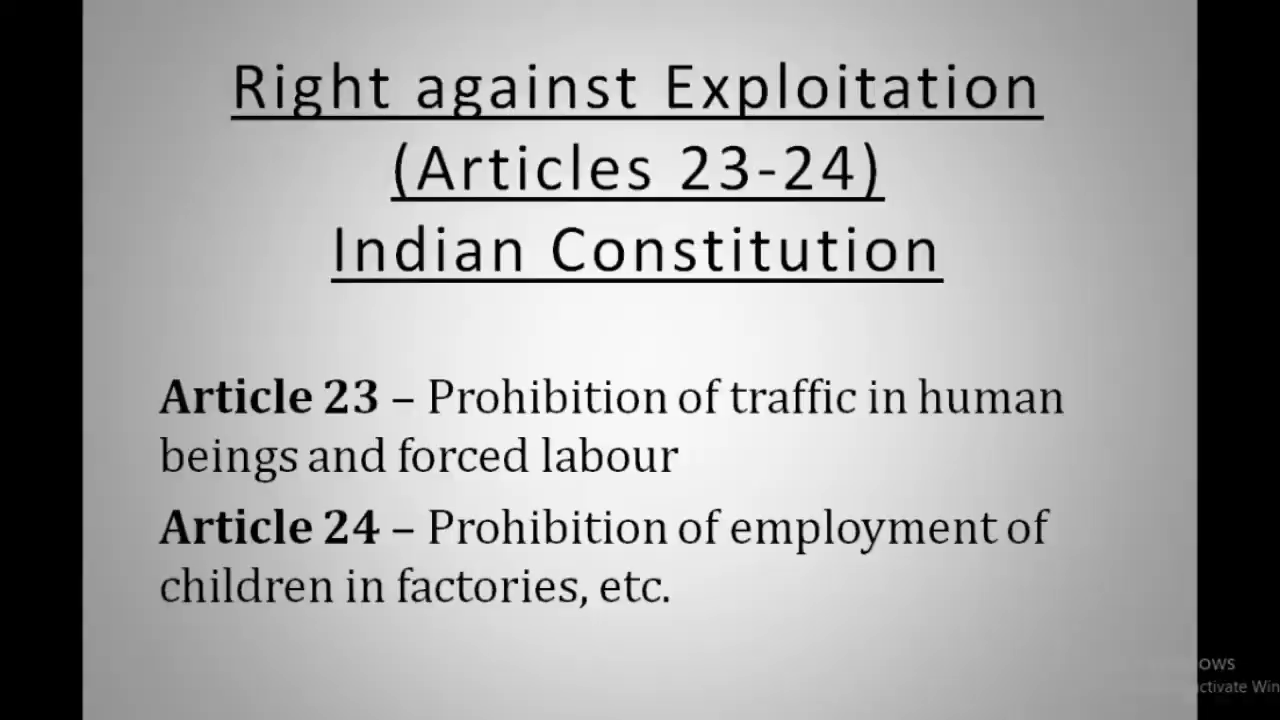 Right against Exploitation
(Articles 23-24)
Indian Constitution
Article 23 – Prohibition of traffic in human
beings and forced labour
Article 24 – Prohibition of employment of
children in factories, etc.